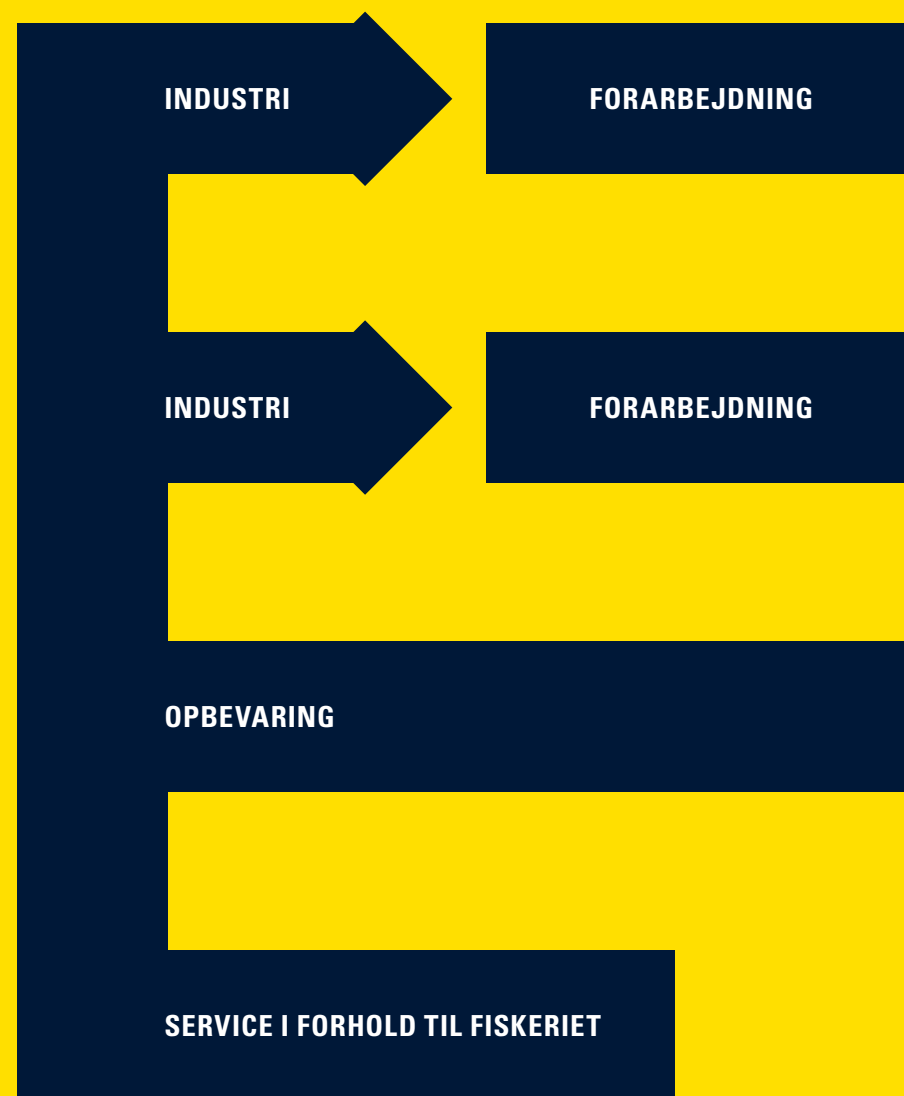 INDUSTRI
FORARBEJDNING
INDUSTRI
FORARBEJDNING
OPBEVARING
SERVICE I FORHOLD TIL FISKERIET